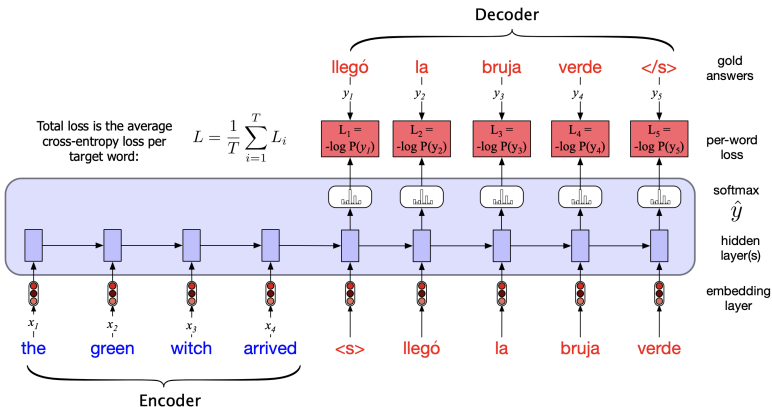 Decoder
llegó la bruja verde </s>
gold answers
y1 y2 y3 y4 y5
Total loss is the average
cross-entropy loss per
target word:
L = 1/T ∑ᵢ₌₁ᵀ Lᵢ
L1 = -log P(y1)
L2 = -log P(y2)
L3 = -log P(y3)
L4 = -log P(y4)
L5 = -log P(y5)
per-word loss
softmax
ŷ
hidden layer(s)
embedding layer
x1 x2 x3 x4
the green witch arrived <s> llegó la bruja verde
Encoder